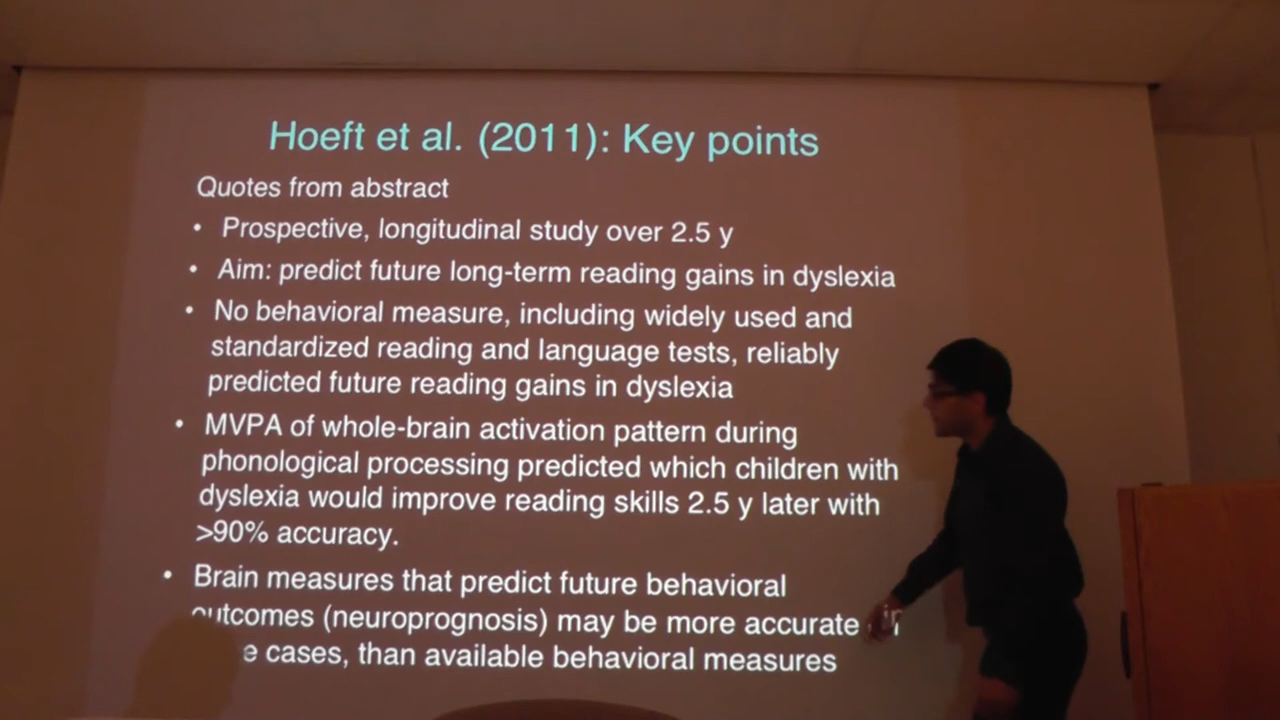 Hoeft et al. (2011): Key points
Quotes from abstract
• Prospective, longitudinal study over 2.5 y
• Aim: predict future long-term reading gains in dyslexia
• No behavioral measure, including widely used and
standardized reading and language tests, reliably
predicted future reading gains in dyslexia
• MVPA of whole-brain activation pattern during
phonological processing predicted which children with
dyslexia would improve reading skills 2.5 y later with
>90% accuracy.
• Brain measures that predict future behavioral
outcomes (neuroprognosis) may be more accurate, in
cases, than available behavioral measures